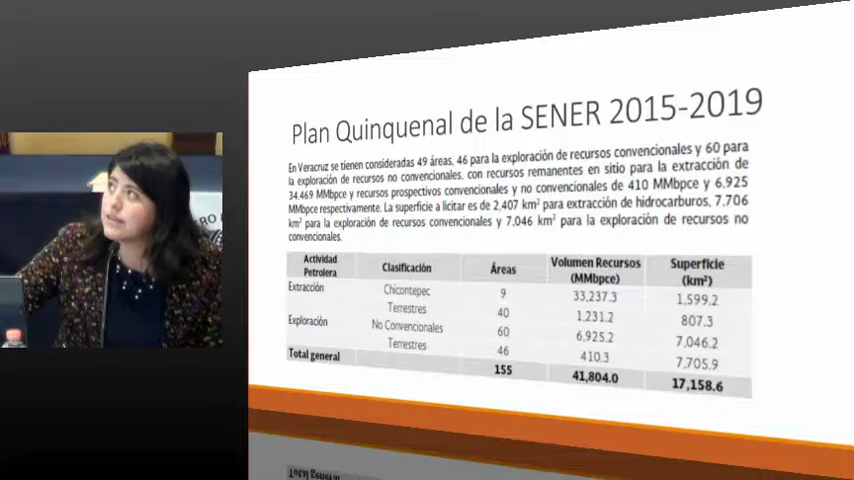 Plan Quinquenal de la SENER 2015-2019
En Veracruz se tienen consideradas 49 áreas, 46 para la exploración de recursos convencionales y 60 para
la exploración de recursos no convencionales, con recursos remanentes en sitio para la extracción de
34,469 MMbpce y recursos prospectivos convencionales y no convencionales de 410 MMbpce y 6,925
MMbpce respectivamente. La superficie a licitar es de 2,407 km² para extracción de hidrocarburos, 7,706
km² para la exploración de recursos convencionales y 7,046 km² para la exploración de recursos no
convencionales.
Actividad Petrolera Clasificación Áreas Volumen Recursos (MMbpce) Superficie (km²)
Extracción Chicontepec 9 33,237.3 1,599.2
Terrestres 40 1,231.2 807.3
Exploración No Convencionales 60 6,925.2 7,046.2
Terrestres 46 410.3 7,705.9
Total general 155 41,804.0 17,158.6